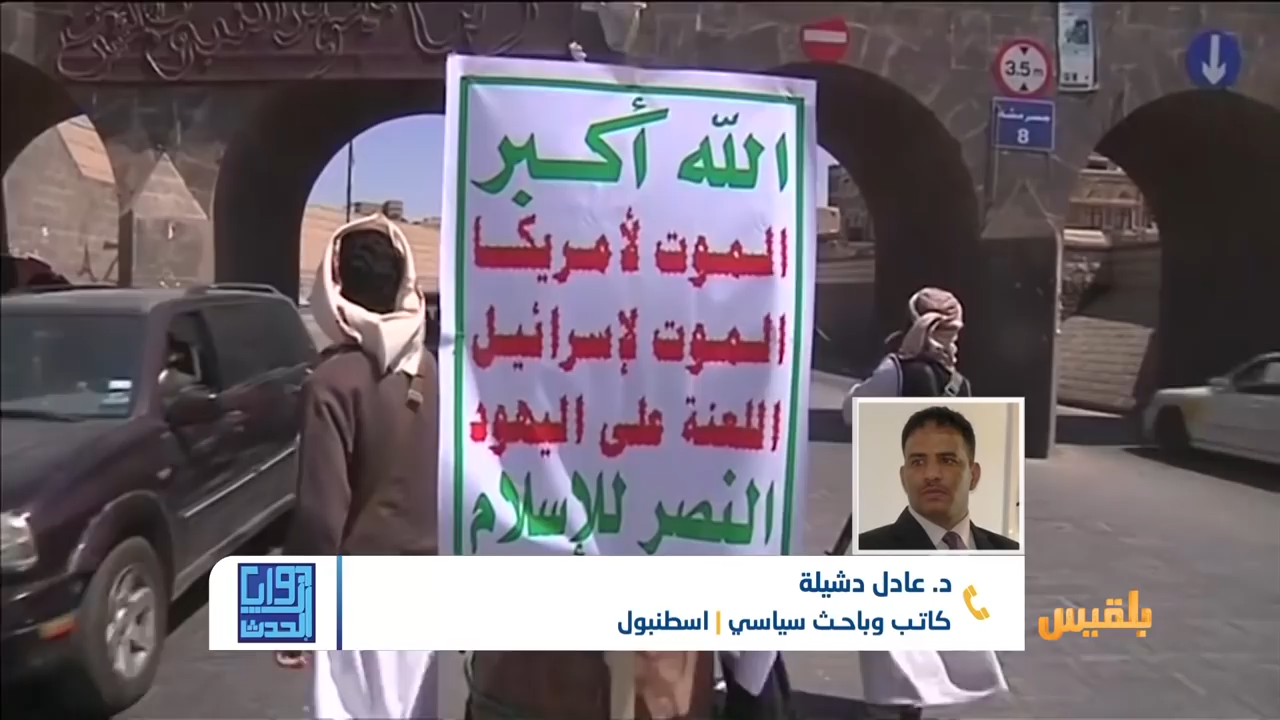 3.5 m
8
الله أكبر
الموت لأمريكا
الموت لإسرائيل
اللعنة على اليهود
النصر للإسلام
د. عادل دشيلة
كاتب وباحث سياسي | اسطنبول
بلقيس
الحدث